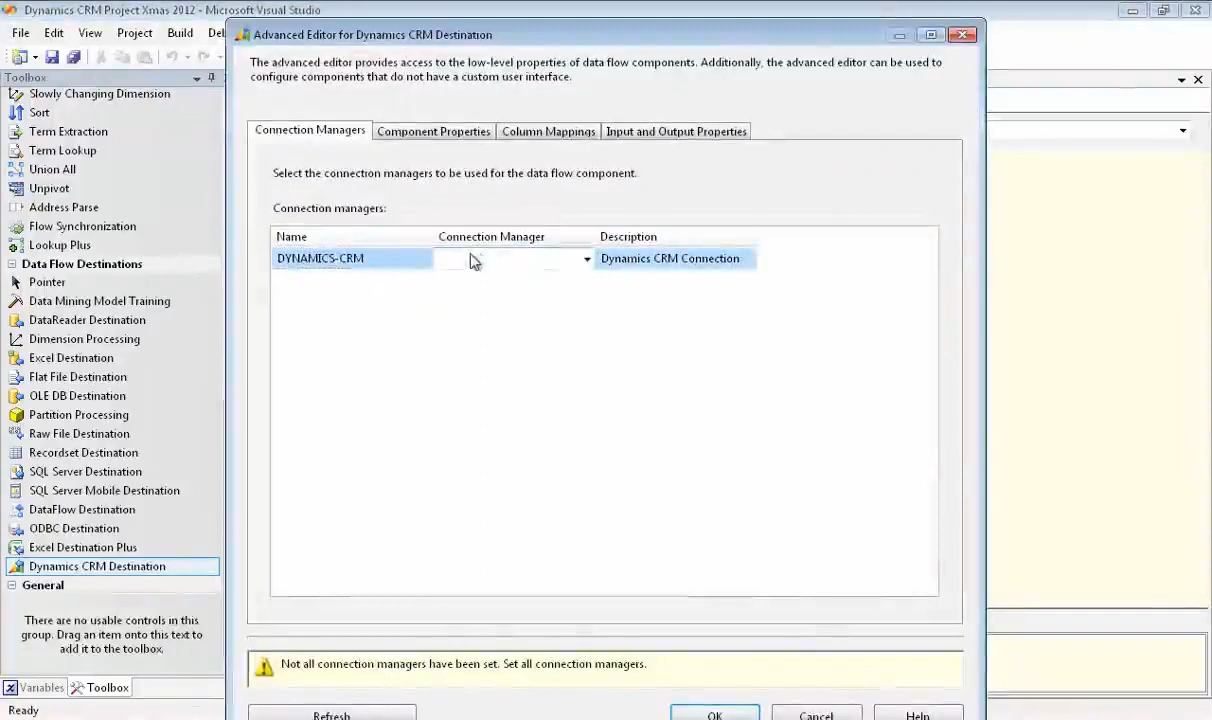 Dynamics CRM Project Xmas 2012 - Microsoft Visual Studio
File Edit View Project Build Del
Toolbox
Slowly Changing Dimension
Sort
Term Extraction
Term Lookup
Union All
Unpivot
Address Parse
Flow Synchronization
Lookup Plus
Data Flow Destinations
Pointer
Data Mining Model Training
DataReader Destination
Dimension Processing
Excel Destination
Flat File Destination
OLE DB Destination
Partition Processing
Raw File Destination
Recordset Destination
SQL Server Destination
SQL Server Mobile Destination
DataFlow Destination
ODBC Destination
Excel Destination Plus
Dynamics CRM Destination
General
There are no usable controls in this
group. Drag an item onto this text to
add it to the toolbox.
Variables Toolbox
Ready
Advanced Editor for Dynamics CRM Destination
The advanced editor provides access to the low-level properties of data flow components. Additionally, the advanced editor can be used to
configure components that do not have a custom user interface.
Connection Managers Component Properties Column Mappings Input and Output Properties
Select the connection managers to be used for the data flow component.
Connection managers:
Name Connection Manager Description
DYNAMICS-CRM Dynamics CRM Connection
Not all connection managers have been set. Set all connection managers.
Refresh OK Cancel Help